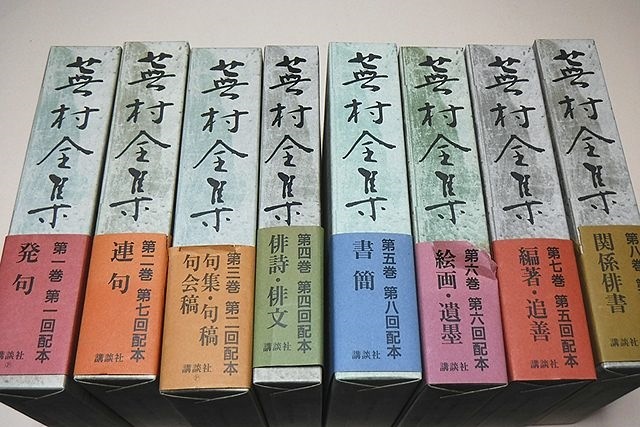 蕪村全集
第一巻 第一回配本
発句
講談社
蕪村全集
第二巻 第七回配本
連句
講談社
蕪村全集
第三巻 第二回配本
句集・句稿
句会稿
講談社
蕪村全集
第四巻 第四回配本
俳詩・俳文
講談社
蕪村全集
第五巻 第八回配本
書簡
講談社
蕪村全集
第六巻 第六回配本
絵画・遺墨
講談社
蕪村全集
第七巻 第五回配本
編著・追善
講談社
蕪村全集
第八巻
関係俳書